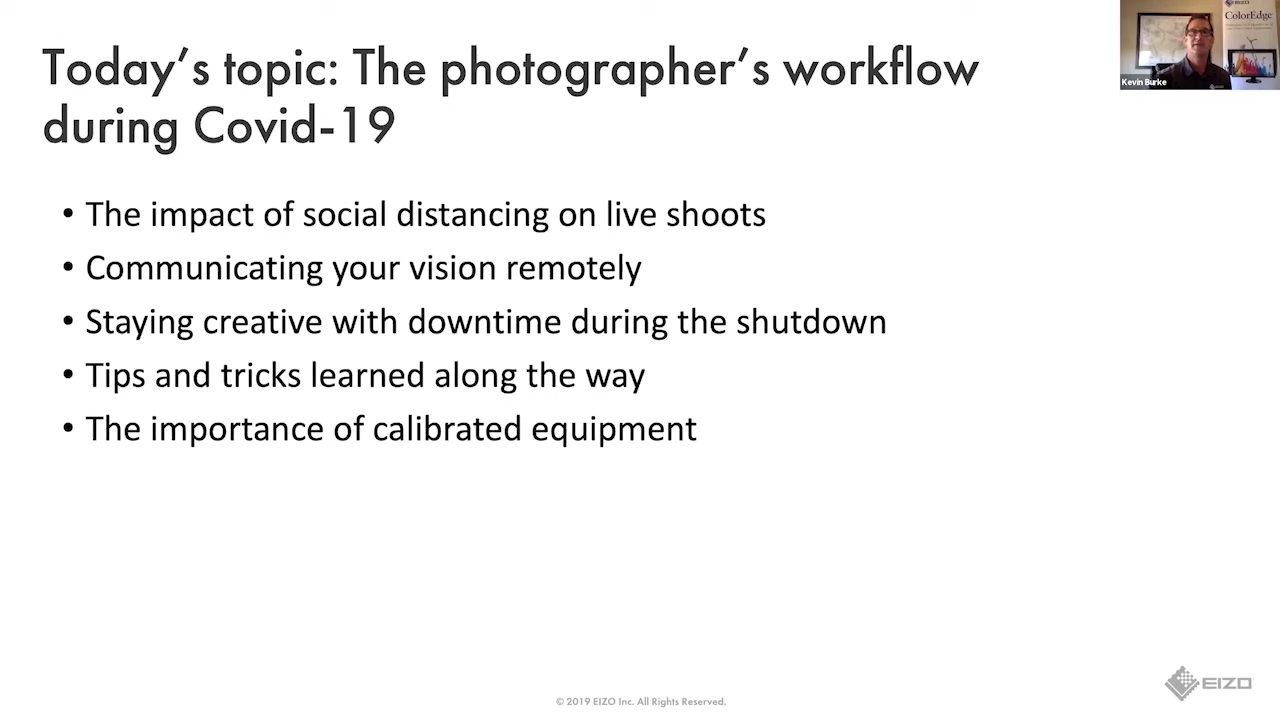 Today’s topic: The photographer’s workflow
during Covid-19
• The impact of social distancing on live shoots
• Communicating your vision remotely
• Staying creative with downtime during the shutdown
• Tips and tricks learned along the way
• The importance of calibrated equipment
EIZO
ColorEdge
Kevin Burke
© 2019 EIZO Inc. All Rights Reserved.
EIZO